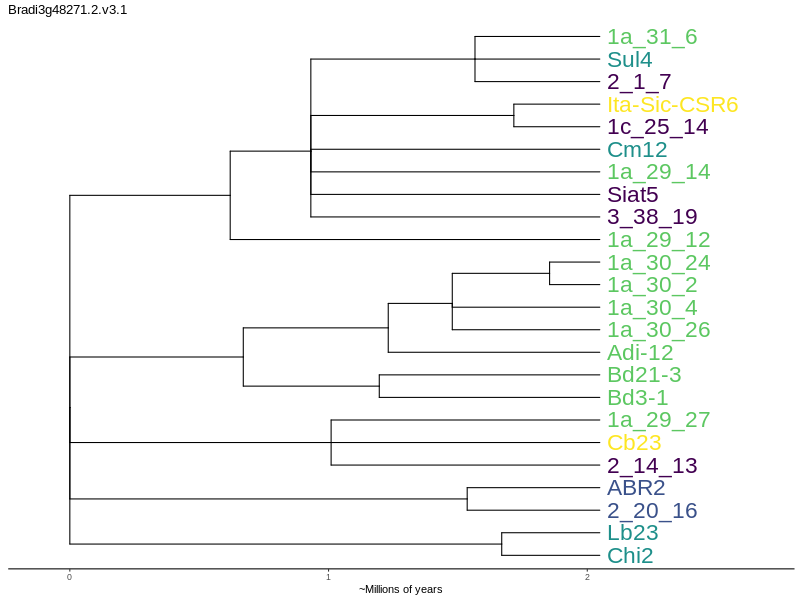 Bradi3g48271.2.v3.1
1a_31_6
Sul4
2_1_7
Ita-Sic-CSR6
1c_25_14
Cm12
1a_29_14
Siat5
3_38_19
1a_29_12
1a_30_24
1a_30_2
1a_30_4
1a_30_26
Adi-12
Bd21-3
Bd3-1
1a_29_27
Cb23
2_14_13
ABR2
2_20_16
Lb23
Chi2
0 1 2
~Millions of years